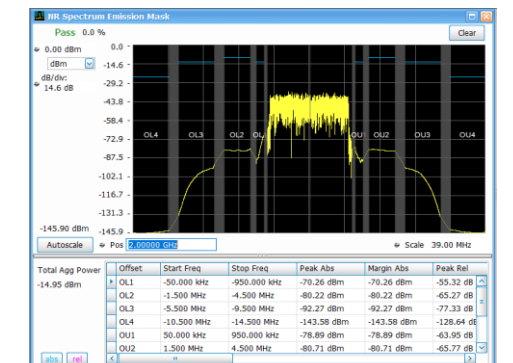 NR Spectrum Emission Mask
Pass 0.0 %
Clear
0.00 dBm
dBm
dB/div:
14.6 dB
0.0
-14.6
-29.2
-43.8
-58.4
-72.9
-87.5
-102.1
-116.7
-131.3
-145.9
OL4 OL3 OL2 OL OU OU2 OU3 OU4
-145.90 dBm
Autoscale Pos 2.00000 GHz Scale 39.00 MHz
Total Agg Power
-14.95 dBm
Offset Start Freq Stop Freq Peak Abs Margin Abs Peak Rel
OL1 -50.000 kHz -950.000 kHz -70.26 dBm -70.26 dBm -55.32 dB
OL2 -1.500 MHz -4.500 MHz -80.22 dBm -80.22 dBm -65.27 dB
OL3 -5.500 MHz -9.500 MHz -92.27 dBm -92.27 dBm -77.33 dB
OL4 -10.500 MHz -14.500 MHz -143.58 dBm -143.58 dBm -128.64 dE
OU1 50.000 kHz 950.000 kHz -78.89 dBm -78.89 dBm -63.95 dB
OU2 1.500 MHz 4.500 MHz -80.71 dBm -80.71 dBm -65.77 dB
abs rel